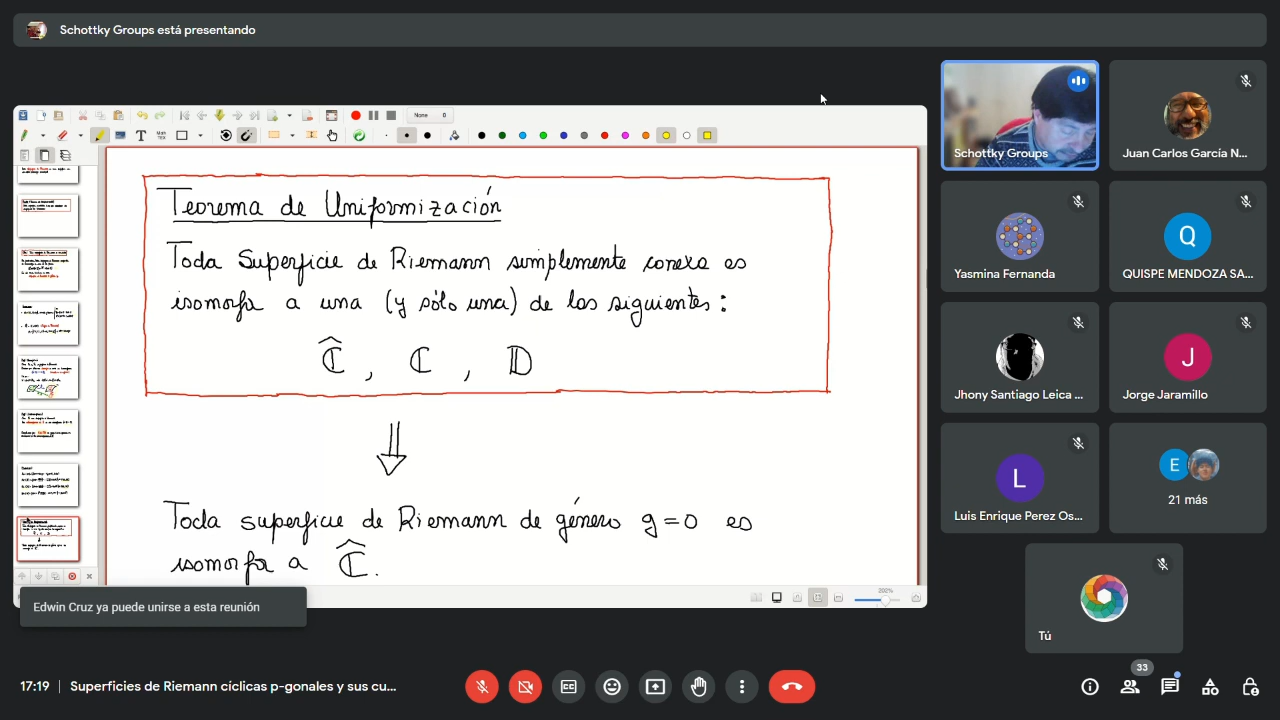 Schottky Groups está presentando
None 0
Teorema de Uniformización
Toda Superficie de Riemann simplemente conexa es
isomorfa a una (y sólo una) de las siguientes:
ℂ̂ , ℂ , 𝔻
⇓
Toda superficie de Riemann de género g=0 es
isomorfa a ℂ̂.
202%
Edwin Cruz ya puede unirse a esta reunión
Schottky Groups
Juan Carlos García N...
Yasmina Fernanda
Q
QUISPE MENDOZA SA...
Jhony Santiago Leica ...
J
Jorge Jaramillo
L
Luis Enrique Perez Os...
E
21 más
Tú
17:19 | Superficies de Riemann cíclicas p-gonales y sus cu...
33